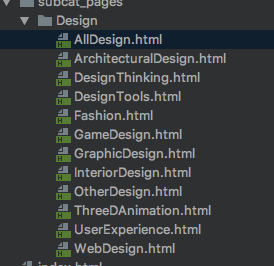 subcat_pages
Design
AllDesign.html
ArchitecturalDesign.html
DesignThinking.html
DesignTools.html
Fashion.html
GameDesign.html
GraphicDesign.html
InteriorDesign.html
OtherDesign.html
ThreeDAnimation.html
UserExperience.html
WebDesign.html
index.html